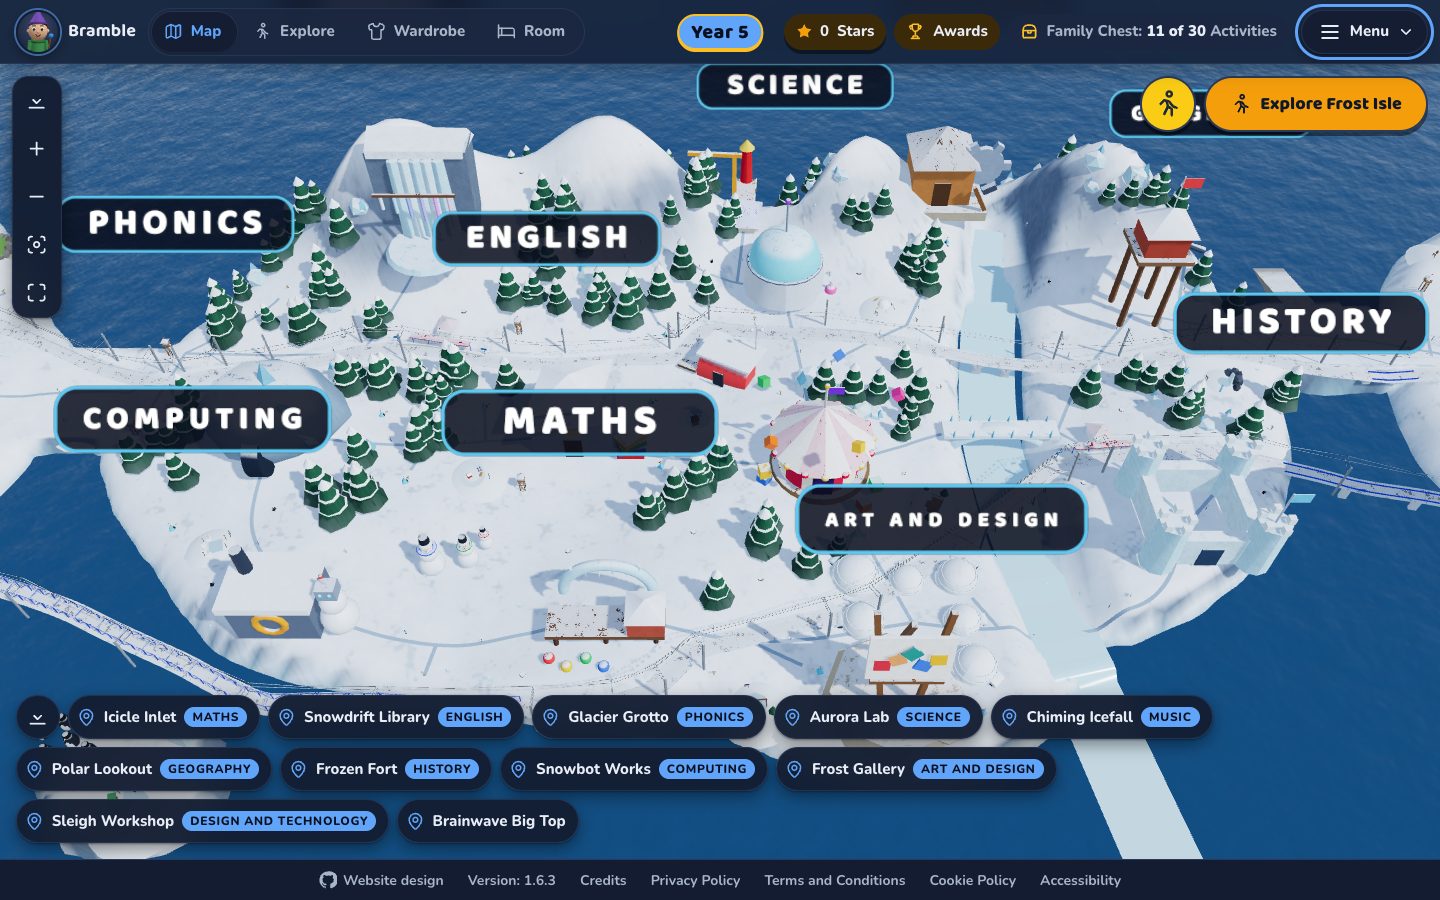 Bramble
Map
Explore
Wardrobe
Room
Year 5
0 Stars
Awards
Family Chest: 11 of 30 Activities
Menu
SCIENCE
Explore Frost Isle
PHONICS
ENGLISH
HISTORY
COMPUTING
MATHS
ART AND DESIGN
Icicle Inlet MATHS
Snowdrift Library ENGLISH
Glacier Grotto PHONICS
Aurora Lab SCIENCE
Chiming Icefall MUSIC
Polar Lookout GEOGRAPHY
Frozen Fort HISTORY
Snowbot Works COMPUTING
Frost Gallery ART AND DESIGN
Sleigh Workshop DESIGN AND TECHNOLOGY
Brainwave Big Top
Website design
Version: 1.6.3
Credits
Privacy Policy
Terms and Conditions
Cookie Policy
Accessibility